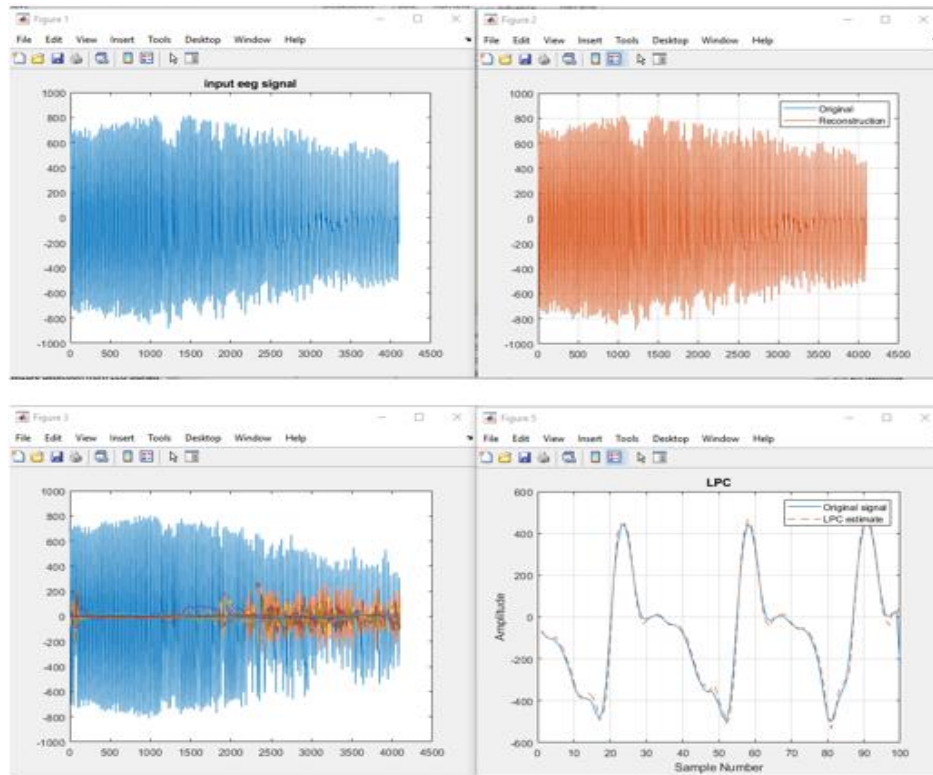 Figure 1
File Edit View Insert Tools Desktop Window Help
input eeg signal
1000
800
600
400
200
0
-200
-400
-600
-800
-1000
0 500 1000 1500 2000 2500 3000 3500 4000 4500
Figure 2
File Edit View Insert Tools Desktop Window Help
Original
Reconstruction
1000
800
600
400
200
0
-200
-400
-600
-800
-1000
0 500 1000 1500 2000 2500 3000 3500 4000 4500
Figure 3
File Edit View Insert Tools Desktop Window Help
1000
800
600
400
200
0
-200
-400
-600
-800
-1000
0 500 1000 1500 2000 2500 3000 3500 4000 4500
Figure 5
File Edit View Insert Tools Desktop Window Help
LPC
Original signal
LPC estimate
600
400
200
0
-200
-400
-600
Amplitude
0 10 20 30 40 50 60 70 80 90 100
Sample Number